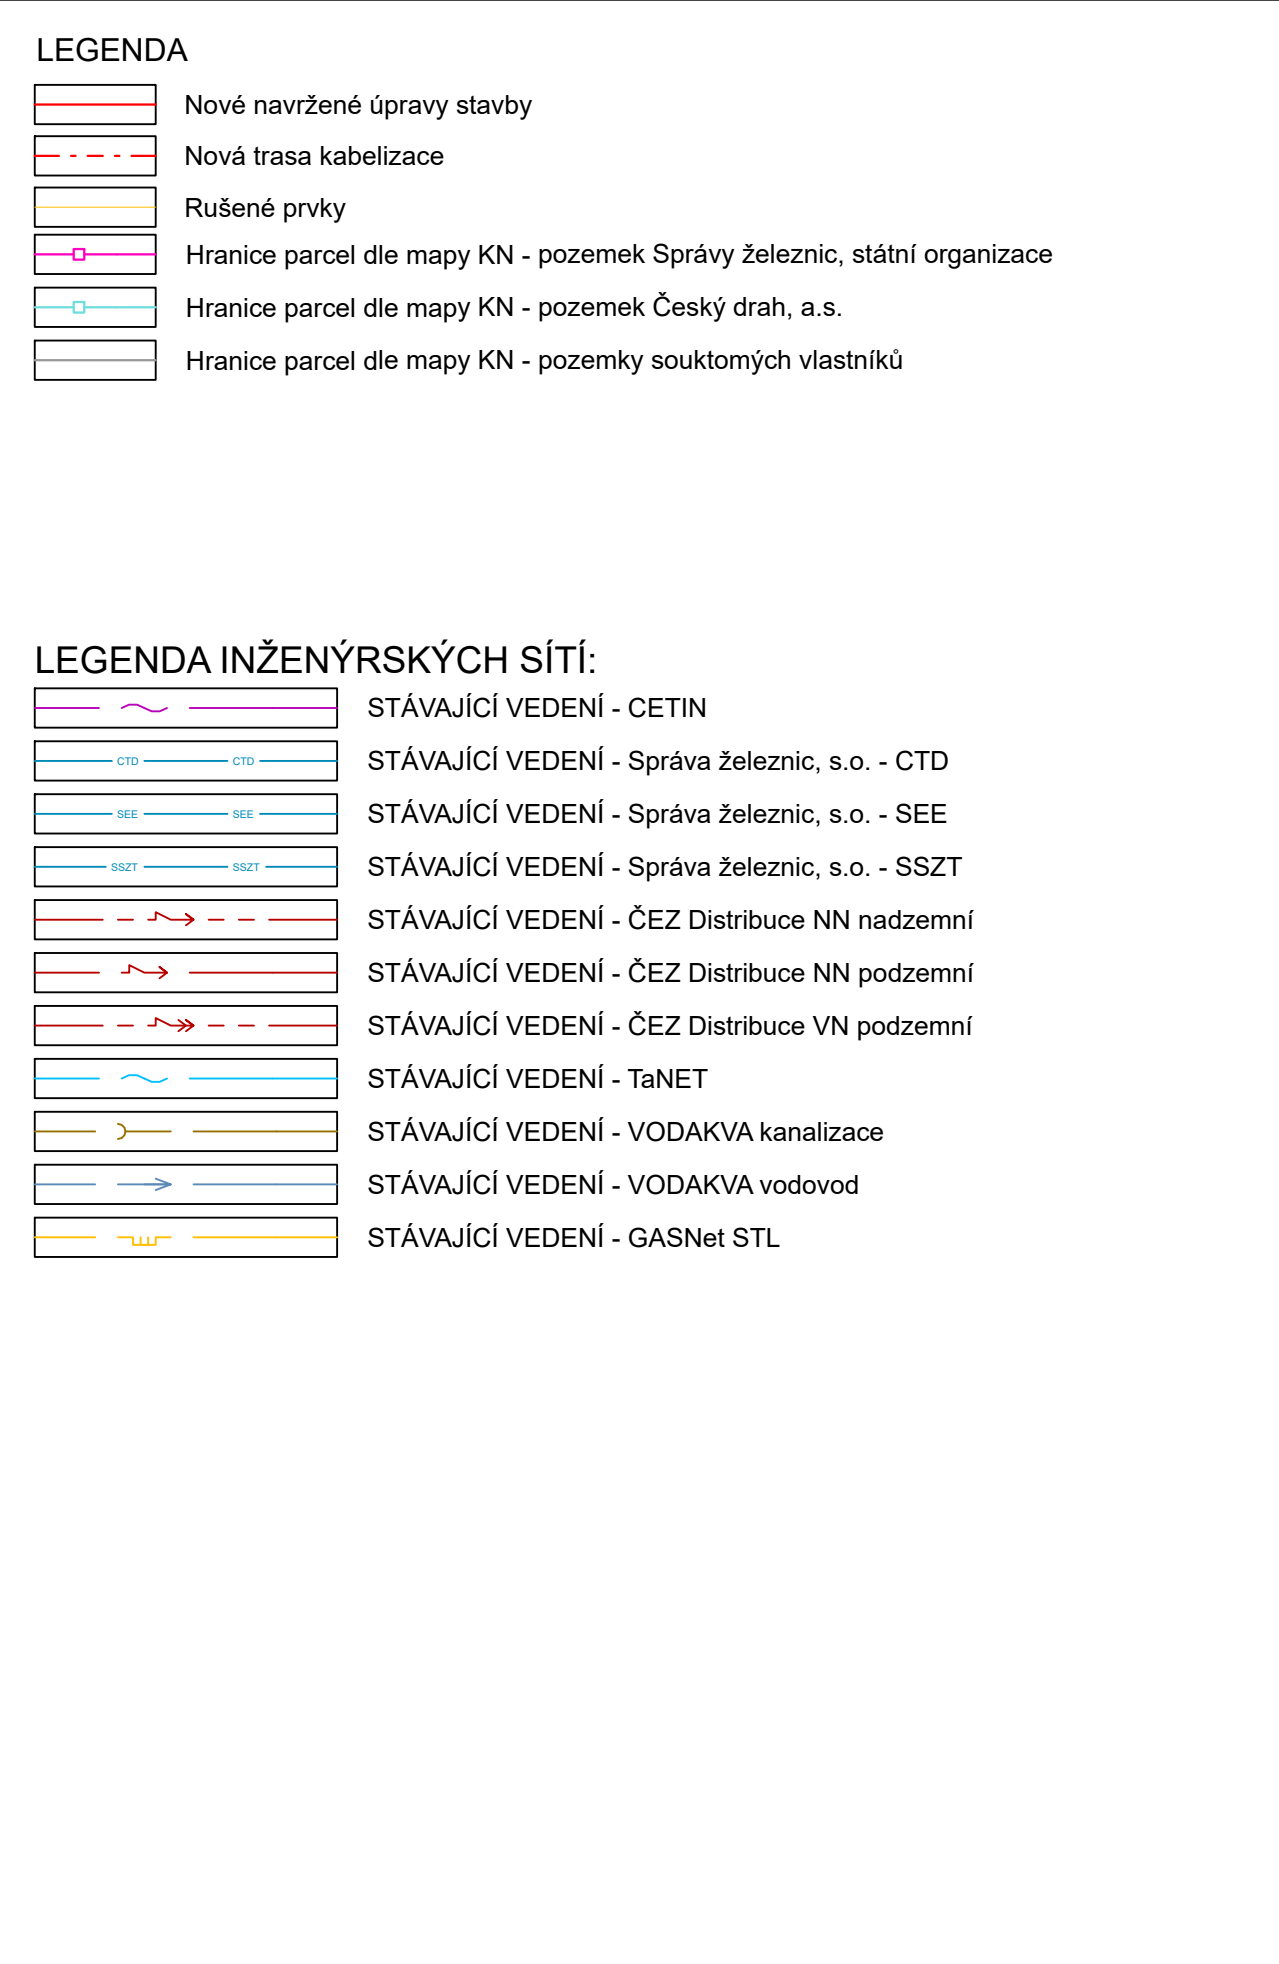 LEGENDA
Nové navržené úpravy stavby
Nová trasa kabelizace
Rušené prvky
Hranice parcel dle mapy KN - pozemek Správy železnic, státní organizace
Hranice parcel dle mapy KN - pozemek Český drah, a.s.
Hranice parcel dle mapy KN - pozemky souktomých vlastníků
LEGENDA INŽENÝRSKÝCH SÍTÍ:
STÁVAJÍCÍ VEDENÍ - CETIN
CTD CTD STÁVAJÍCÍ VEDENÍ - Správa železnic, s.o. - CTD
SEE SEE STÁVAJÍCÍ VEDENÍ - Správa železnic, s.o. - SEE
SSZT SSZT STÁVAJÍCÍ VEDENÍ - Správa železnic, s.o. - SSZT
STÁVAJÍCÍ VEDENÍ - ČEZ Distribuce NN nadzemní
STÁVAJÍCÍ VEDENÍ - ČEZ Distribuce NN podzemní
STÁVAJÍCÍ VEDENÍ - ČEZ Distribuce VN podzemní
STÁVAJÍCÍ VEDENÍ - TaNET
STÁVAJÍCÍ VEDENÍ - VODAKVA kanalizace
STÁVAJÍCÍ VEDENÍ - VODAKVA vodovod
STÁVAJÍCÍ VEDENÍ - GASNet STL